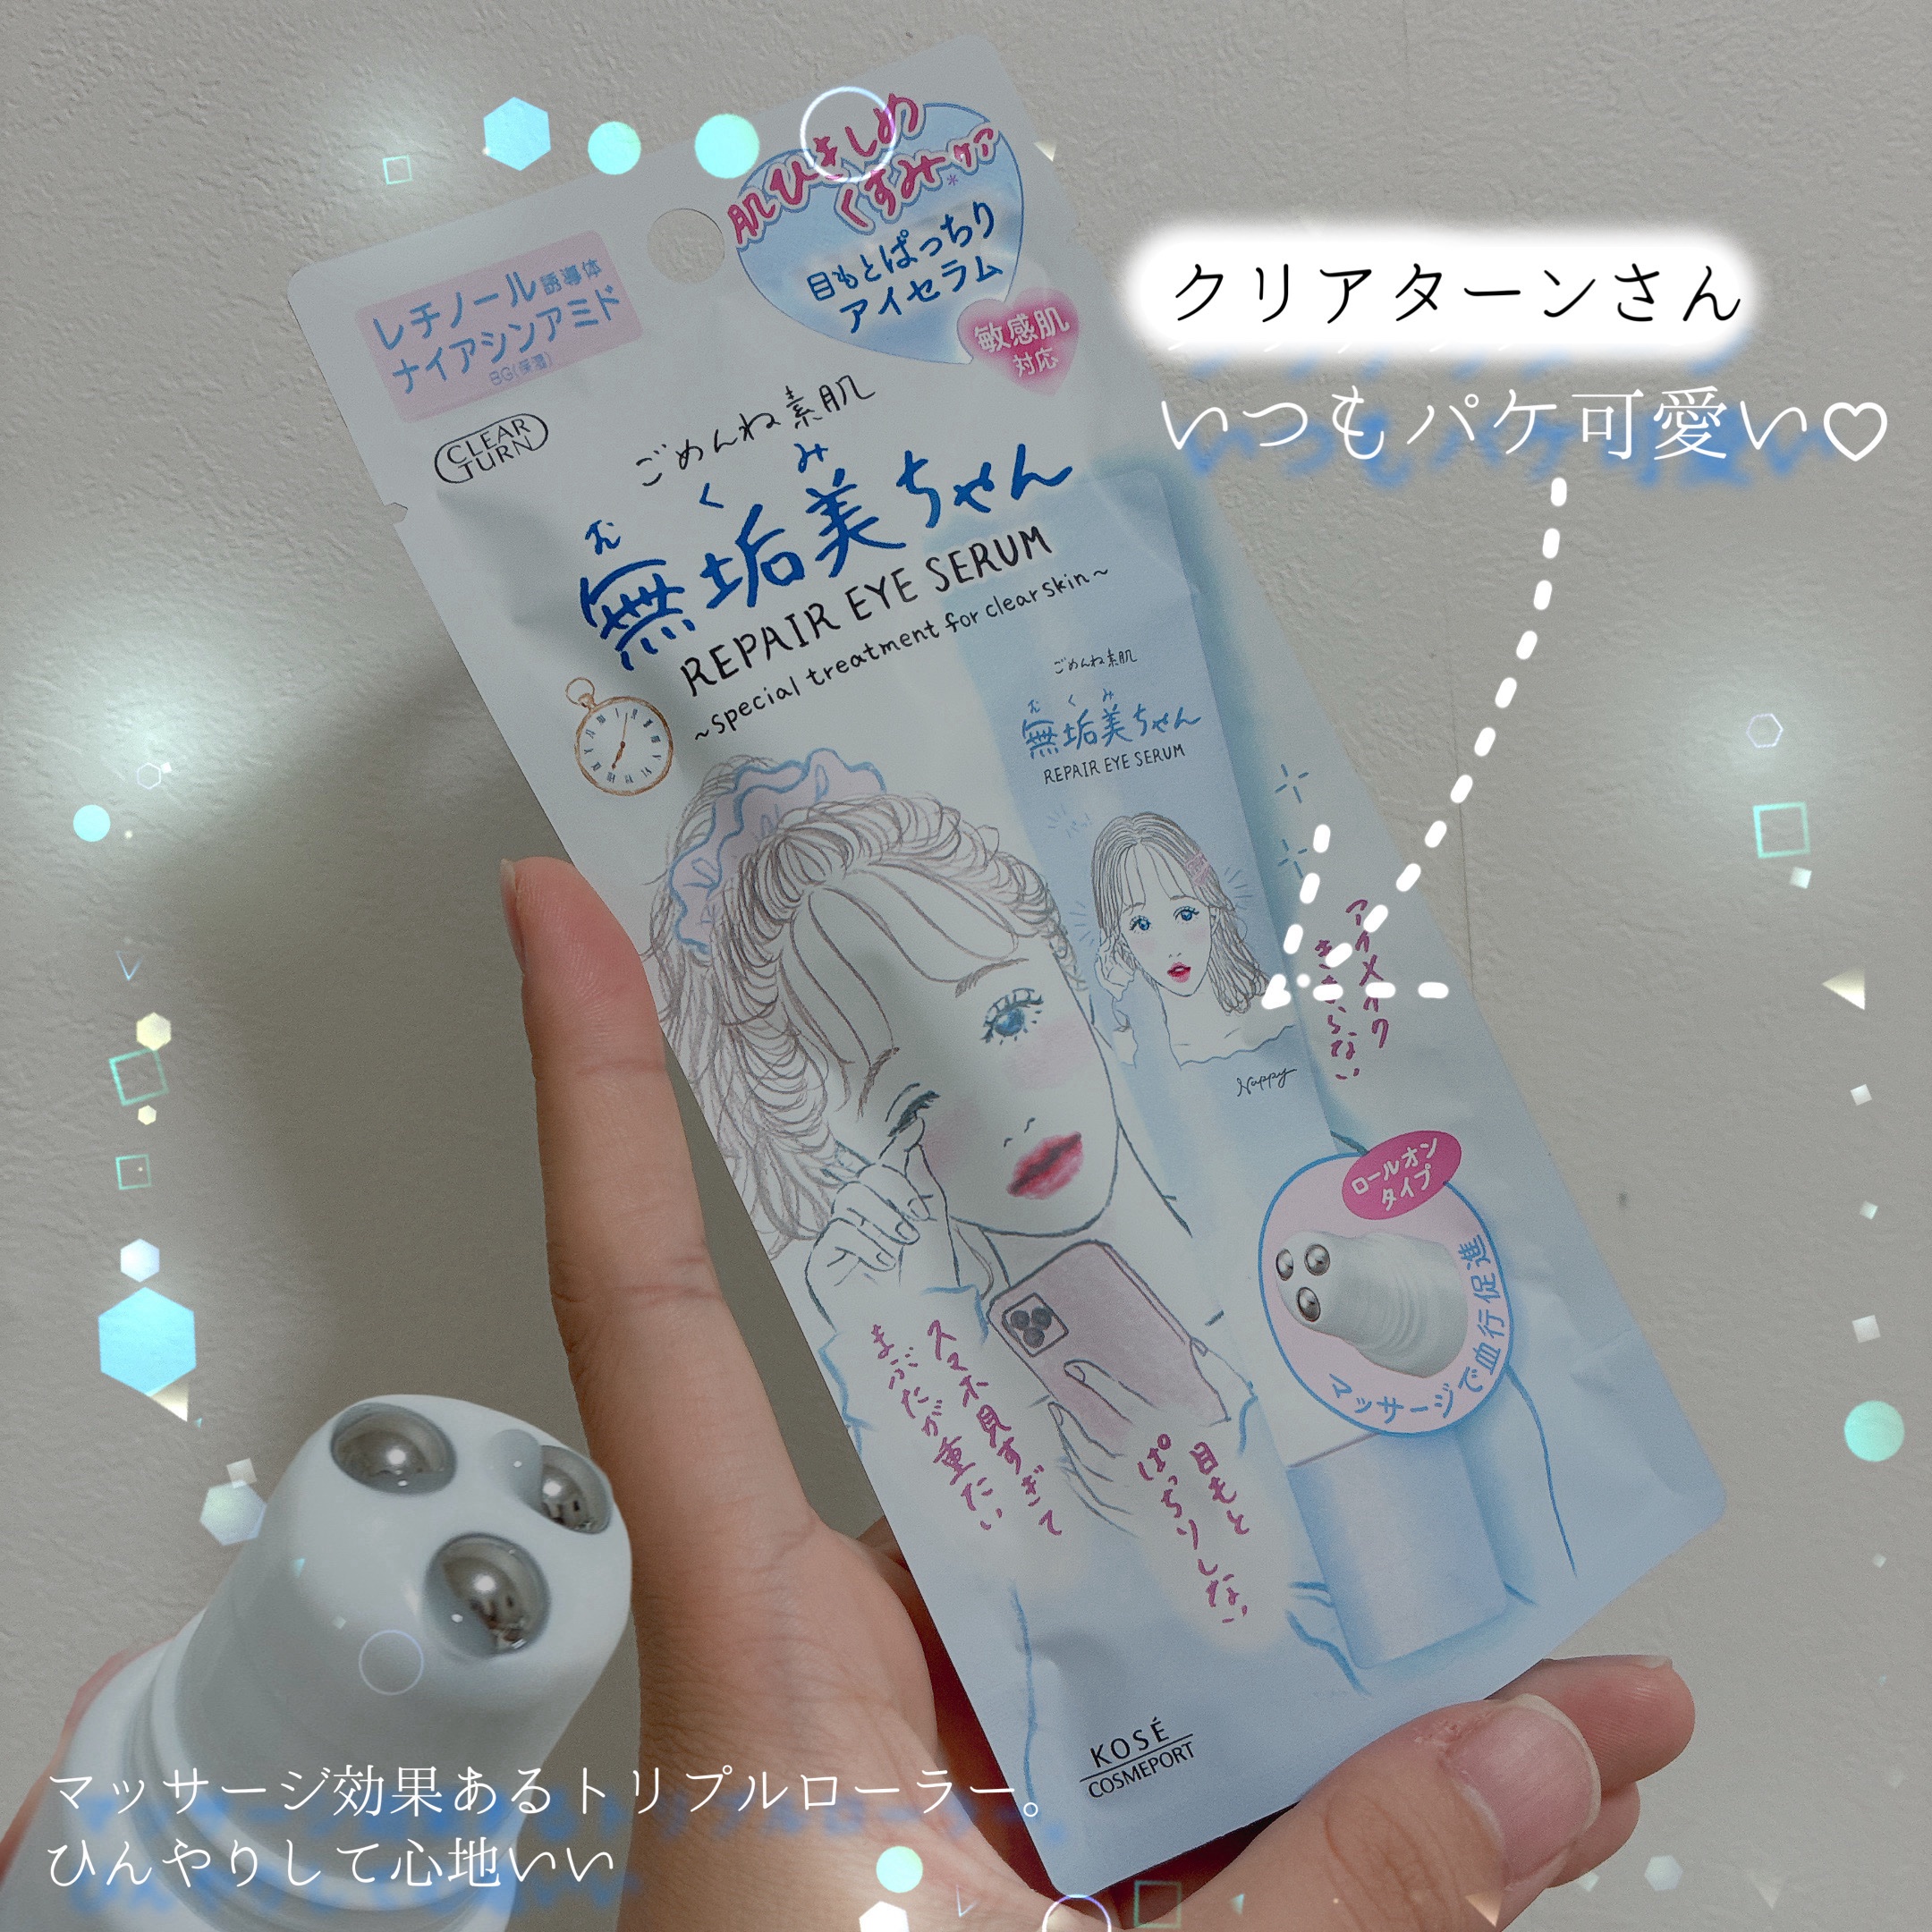 肌ひきしめ
くすみケア*
目もとぱっちり
アイセラム
敏感肌
対応
レチノール誘導体
ナイアシンアミド
BG(保湿)
CLEAR
TURN
ごめんね素肌
む く み
無垢美ちゃん
REPAIR EYE SERUM
~special treatment for clear skin~
クリアターンさん
いつもパケ可愛い♡
ごめんね素肌
む く み
無垢美ちゃん
REPAIR EYE SERUM
パッ!
Happy
アイメイク
きまらない
ロールオン
タイプ
マッサージで血行促進
スマホ見すぎて
まぶたが重たい
目もと
ぱっちりしない
KOSÉ
COSMEPORT
マッサージ効果あるトリプルローラー。
ひんやりして心地いい